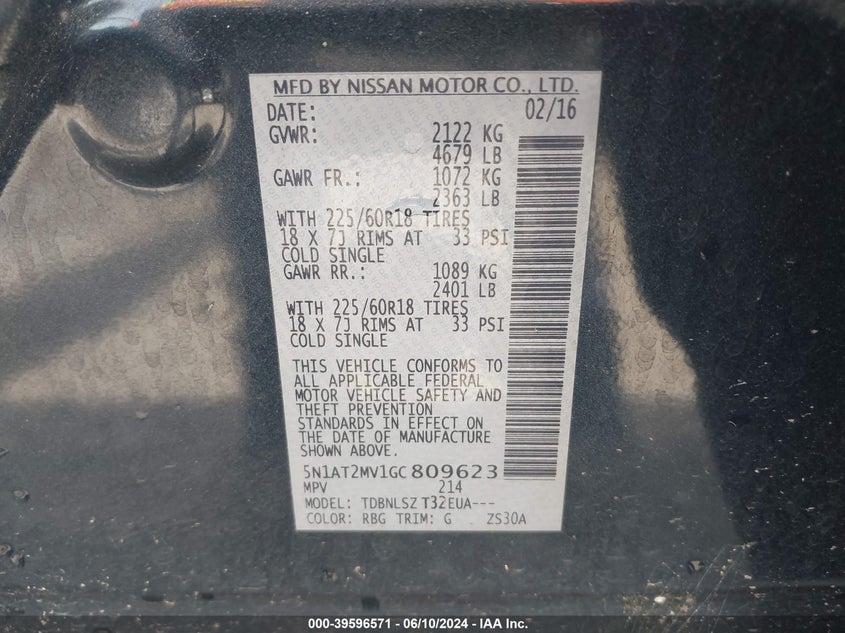 MFD BY NISSAN MOTOR CO., LTD.
DATE: 02/16
GVWR: 2122 KG
4679 LB
GAWR FR.: 1072 KG
2363 LB
WITH 225/60R18 TIRES
18 X 7J RIMS AT 33 PSI
COLD SINGLE
GAWR RR.: 1089 KG
2401 LB
WITH 225/60R18 TIRES
18 X 7J RIMS AT 33 PSI
COLD SINGLE
THIS VEHICLE CONFORMS TO
ALL APPLICABLE FEDERAL
MOTOR VEHICLE SAFETY AND
THEFT PREVENTION
STANDARDS IN EFFECT ON
THE DATE OF MANUFACTURE
SHOWN ABOVE.
5N1AT2MV1GC809623
MPV 214
MODEL: TDBNLSZ T32EUA---
COLOR: RBG TRIM: G ZS30A
000-39596571 - 06/10/2024 - IAA Inc.